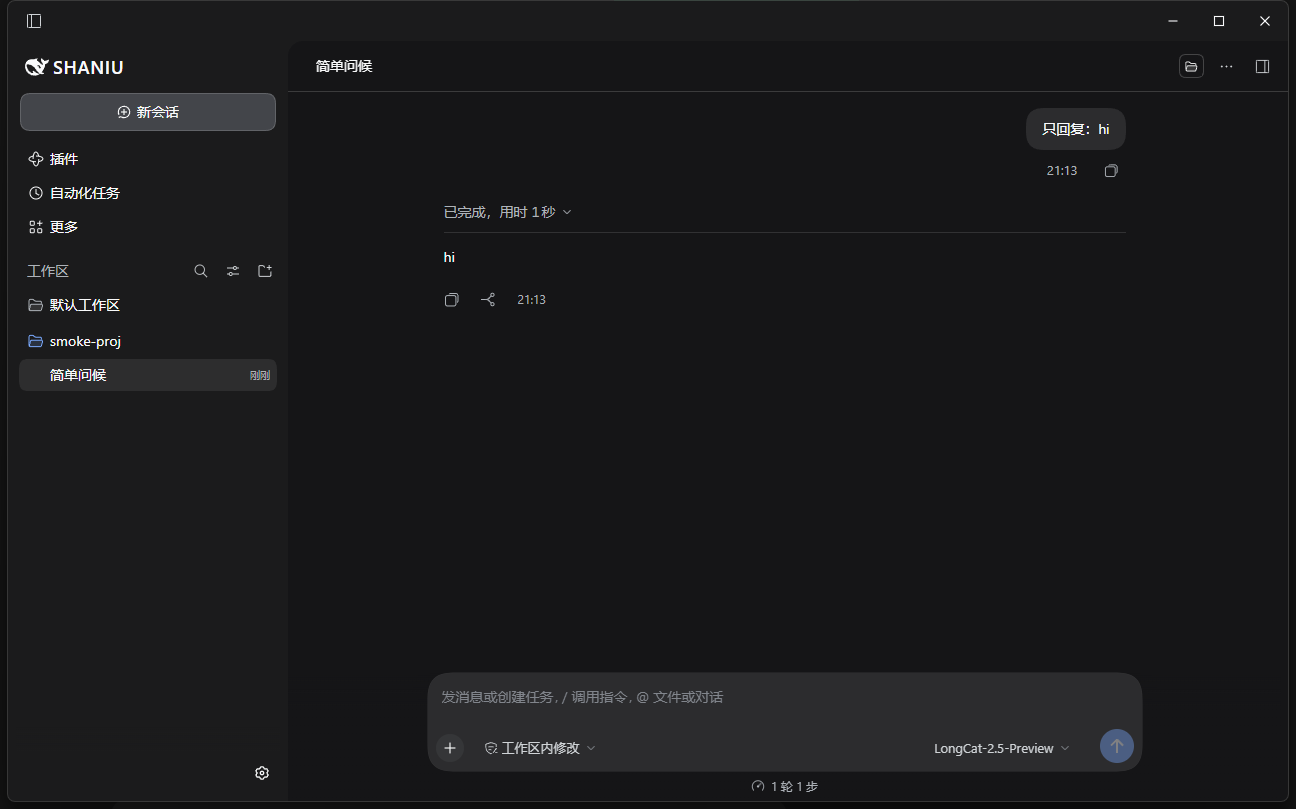 SHANIU
新会话
插件
自动化任务
更多
工作区
默认工作区
smoke-proj
简单问候
刚刚
简单问候
只回复：hi
21:13
已完成，用时 1 秒
hi
21:13
发消息或创建任务, / 调用指令, @ 文件或对话
工作区内修改
LongCat-2.5-Preview
1 轮 1 步